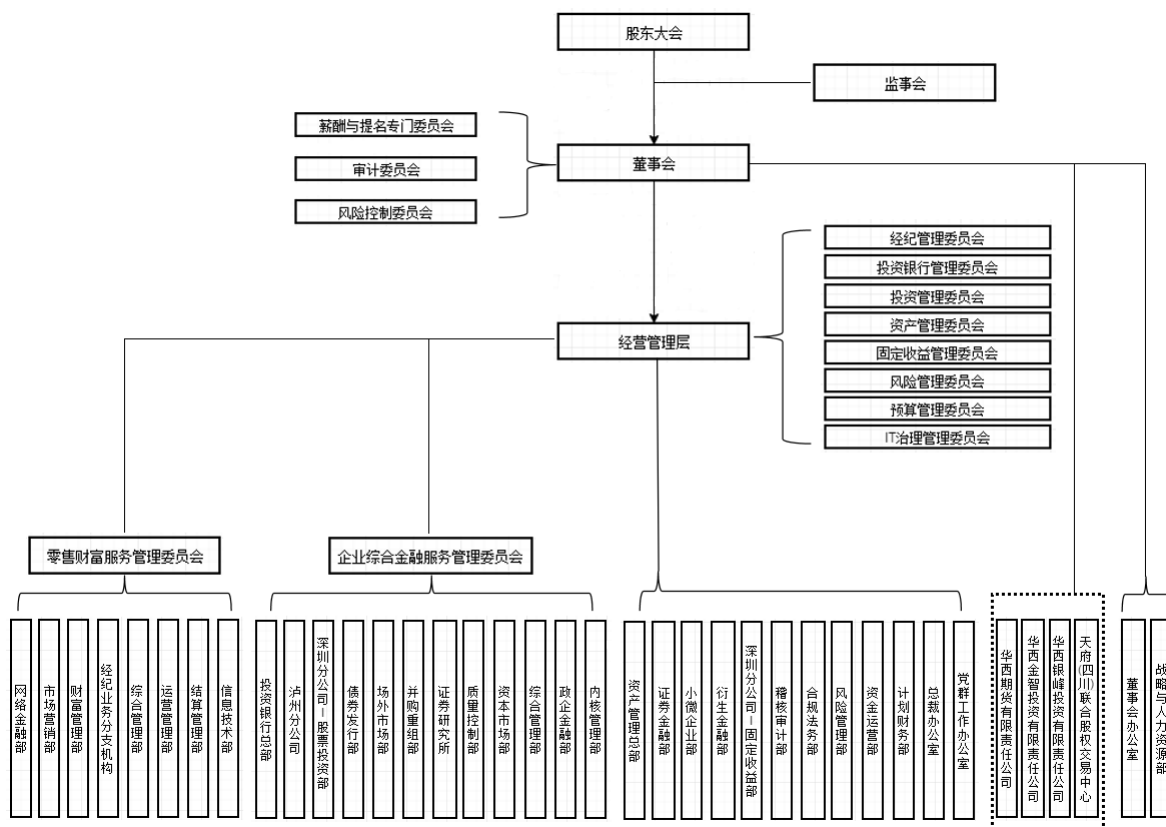 股东大会
监事会
薪酬与提名专门委员会
审计委员会
风险控制委员会
董事会
经纪管理委员会
投资银行管理委员会
投资管理委员会
资产管理委员会
固定收益管理委员会
风险管理委员会
预算管理委员会
IT治理管理委员会
经营管理层
零售财富服务管理委员会
企业综合金融服务管理委员会
网络金融部
市场营销部
财富管理部
经纪业务分支机构
综合管理部
运营管理部
结算管理部
信息技术部
投资银行总部
泸州分公司
深圳分公司－股票投资部
债券发行部
场外市场部
并购重组部
证券研究所
质量控制部
资本市场部
综合管理部
政企金融部
内核管理部
资产管理总部
证券金融部
小微企业部
衍生金融部
深圳分公司－固定收益部
稽核审计部
合规法务部
风险管理部
资金运营部
计划财务部
总裁办公室
党群工作办公室
华西期货有限责任公司
华西金智投资有限责任公司
华西银峰投资有限责任公司
天府(四川)联合股权交易中心
董事会办公室
战略与人力资源部